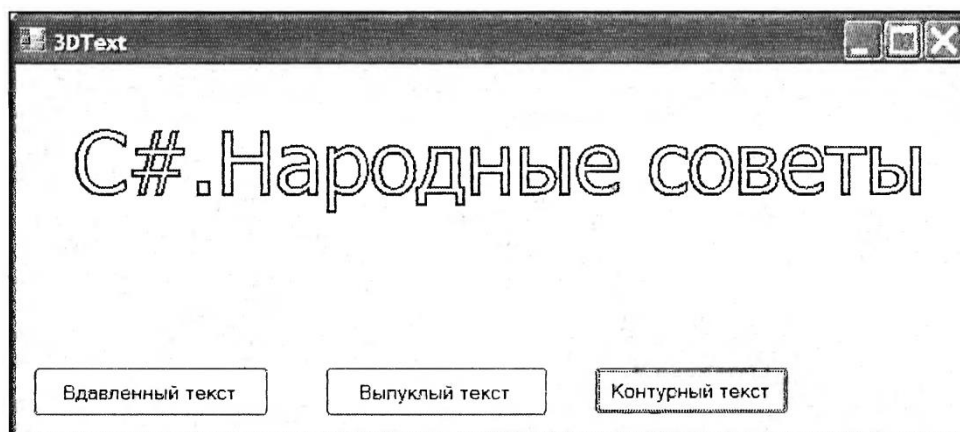 3DText
C#.Народные советы
Вдавленный текст Выпуклый текст Контурный текст